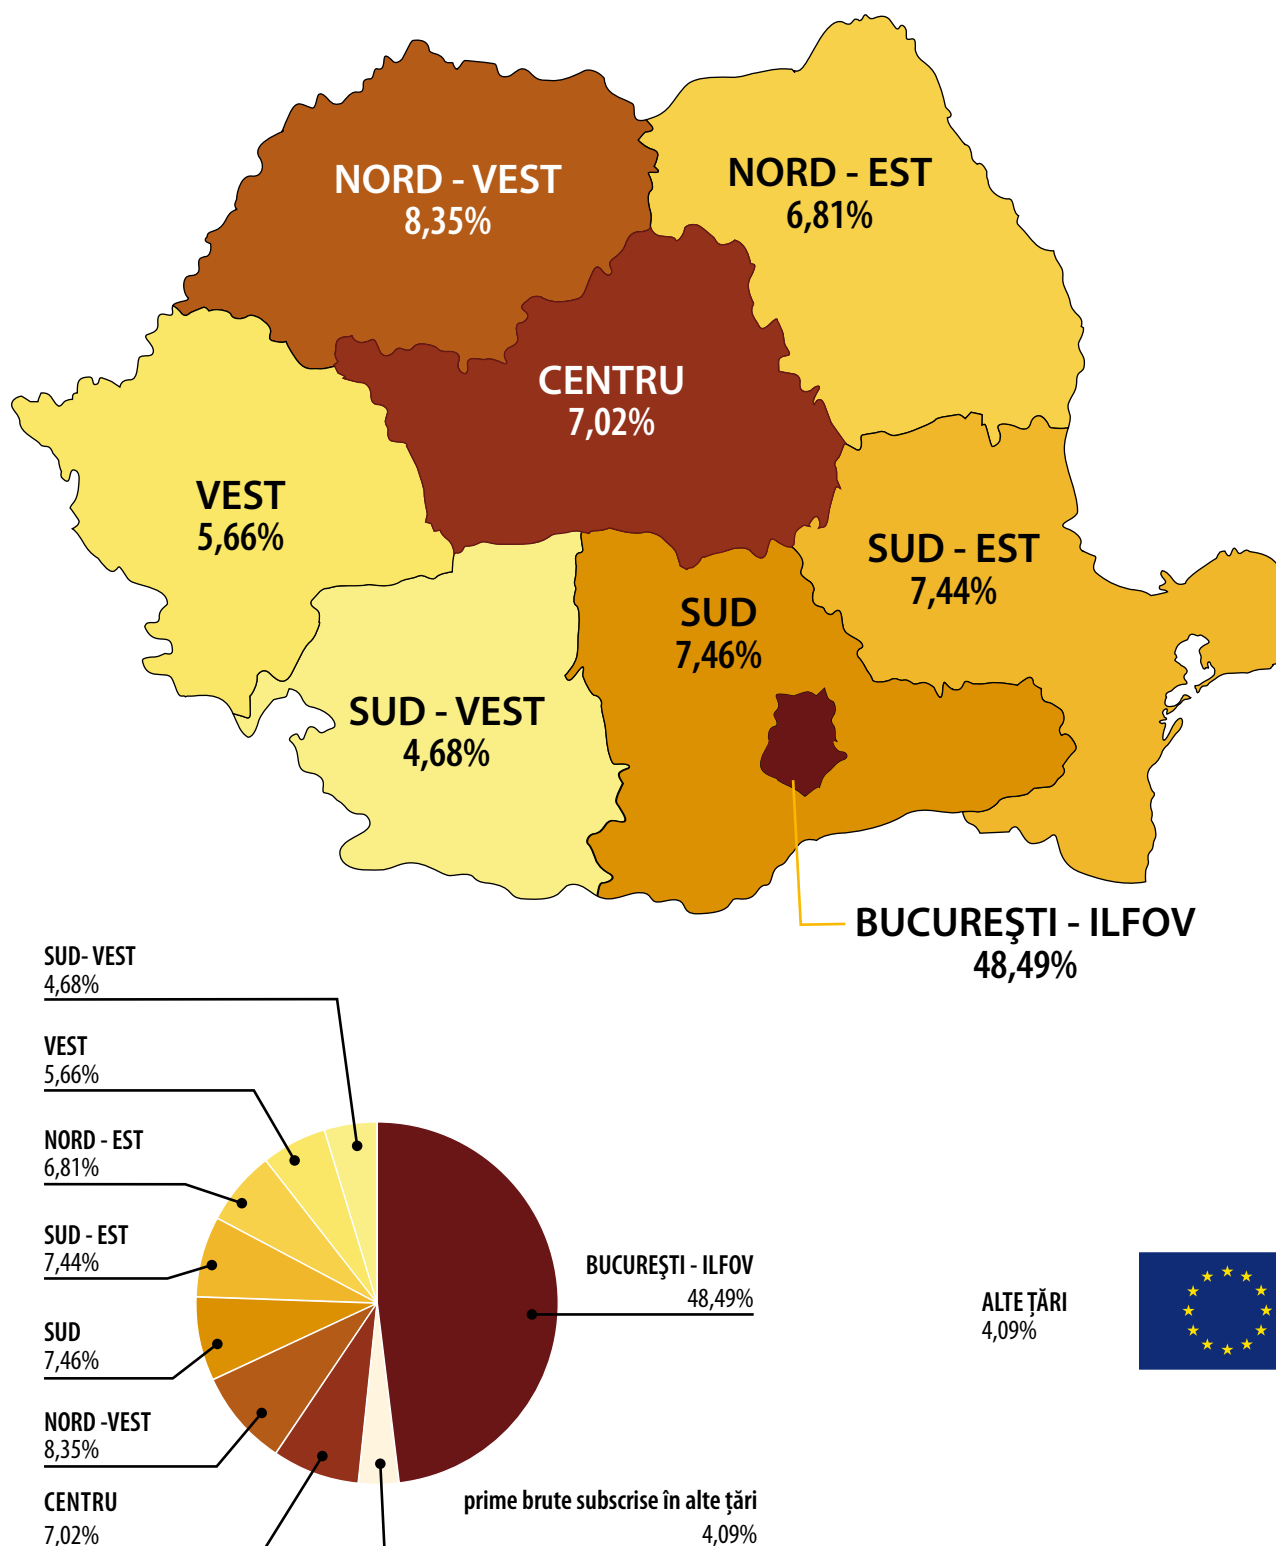 NORD - VEST
8,35%
NORD - EST
6,81%
CENTRU
7,02%
VEST
5,66%
SUD - EST
7,44%
SUD
7,46%
SUD - VEST
4,68%
BUCUREŞTI - ILFOV
48,49%
SUD- VEST
4,68%
VEST
5,66%
NORD - EST
6,81%
SUD - EST
7,44%
BUCUREŞTI - ILFOV
48,49%
ALTE ŢĂRI
4,09%
SUD
7,46%
NORD -VEST
8,35%
CENTRU
7,02%
prime brute subscrise în alte țări
4,09%